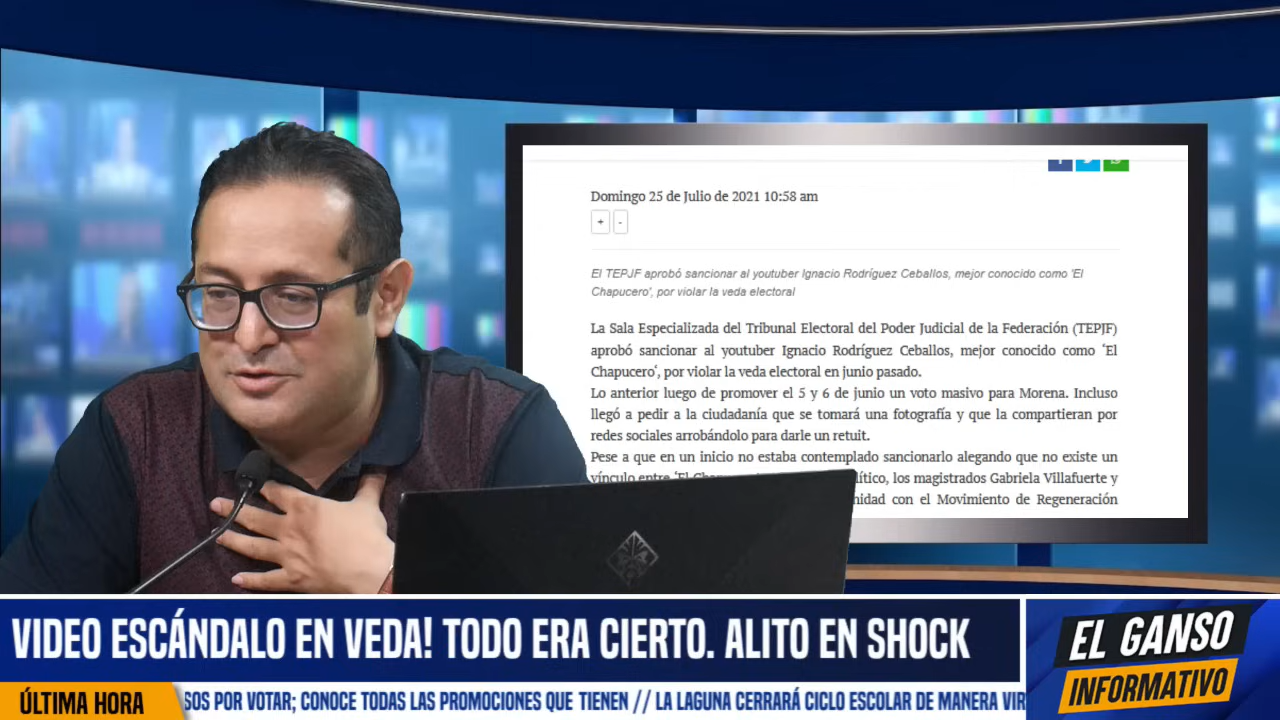 Domingo 25 de Julio de 2021 10:58 am
+ -
El TEPJF aprobó sancionar al youtuber Ignacio Rodríguez Ceballos, mejor conocido como 'El
Chapucero', por violar la veda electoral
La Sala Especializada del Tribunal Electoral del Poder Judicial de la Federación (TEPJF)
aprobó sancionar al youtuber Ignacio Rodríguez Ceballos, mejor conocido como ‘El
Chapucero‘, por violar la veda electoral en junio pasado.
Lo anterior luego de promover el 5 y 6 de junio un voto masivo para Morena. Incluso
llegó a pedir a la ciudadanía que se tomará una fotografía y que la compartieran por
redes sociales arrobándolo para darle un retuit.
Pese a que en un inicio no estaba contemplado sancionarlo alegando que no existe un
vínculo entre ‘El lítico, los magistrados Gabriela Villafuerte y
nidad con el Movimiento de Regeneración
VIDEO ESCÁNDALO EN VEDA! TODO ERA CIERTO. ALITO EN SHOCK
EL GANSO
INFORMATIVO
ÚLTIMA HORA
SOS POR VOTAR; CONOCE TODAS LAS PROMOCIONES QUE TIENEN // LA LAGUNA CERRARÁ CICLO ESCOLAR DE MANERA VIR